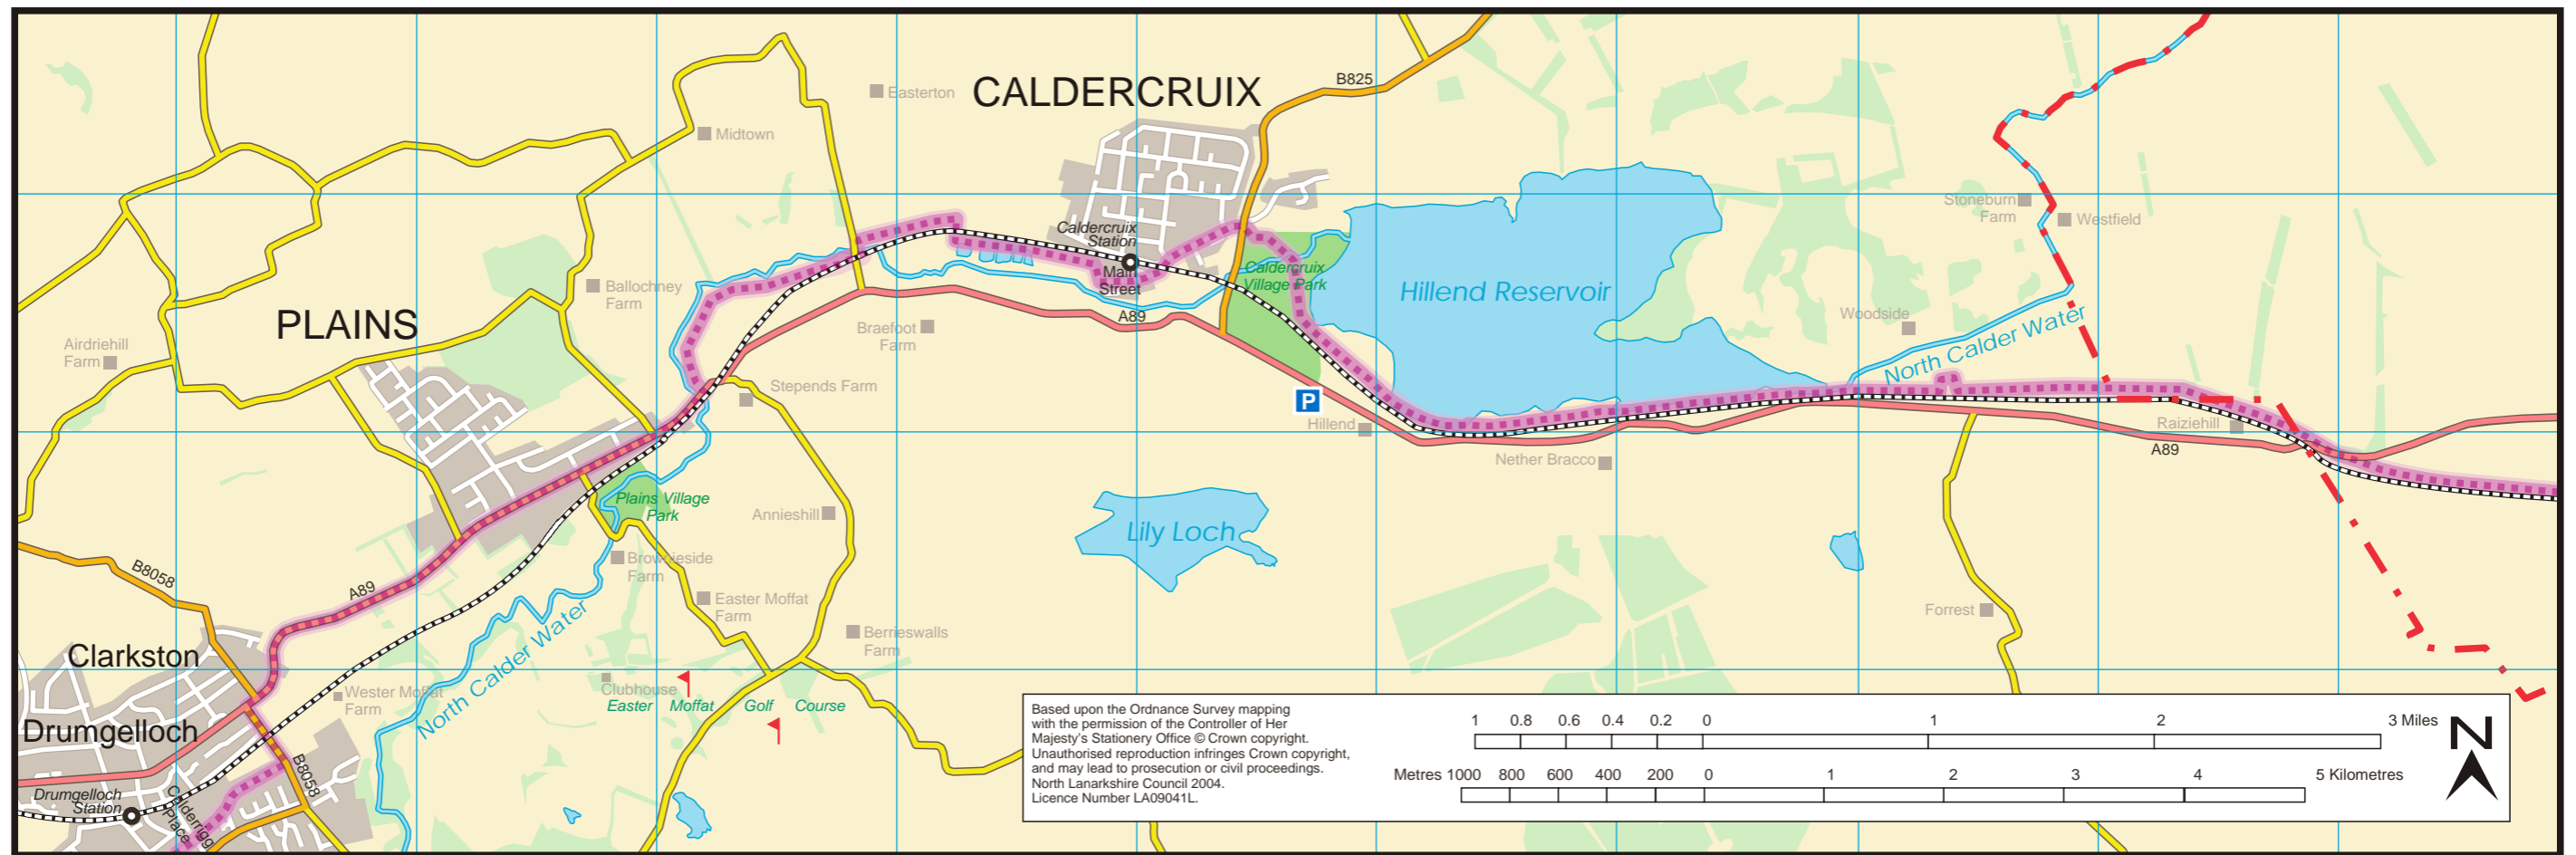 CALDERCRUIX
B825
Easterton
Midtown
Stoneburn
Farm
Westfield
Caldercruix
Station
Main
Street
Caldercruix
Village Park
Hillend Reservoir
Ballochney
Farm
PLAINS
Airdriehill
Farm
Braefoot
Farm
A89
Woodside
North Calder Water
Stepends Farm
P
Hillend
Raiziehill
A89
Nether Bracco
Plains Village
Park
Annieshill
Lily Loch
Brownieside
Farm
B8058
A89
Easter Moffat
Farm
Forrest
Berrieswalls
Farm
Clarkston
North Calder Water
Wester Moffat
Farm
Clubhouse
Easter Moffat Golf Course
Drumgelloch
B8058
Drumgelloch
Station
Calderrigg
Place
Based upon the Ordnance Survey mapping
with the permission of the Controller of Her
Majesty's Stationery Office © Crown copyright.
Unauthorised reproduction infringes Crown copyright,
and may lead to prosecution or civil proceedings.
North Lanarkshire Council 2004.
Licence Number LA09041L.
1 0.8 0.6 0.4 0.2 0 1 2 3 Miles
Metres 1000 800 600 400 200 0 1 2 3 4 5 Kilometres
N